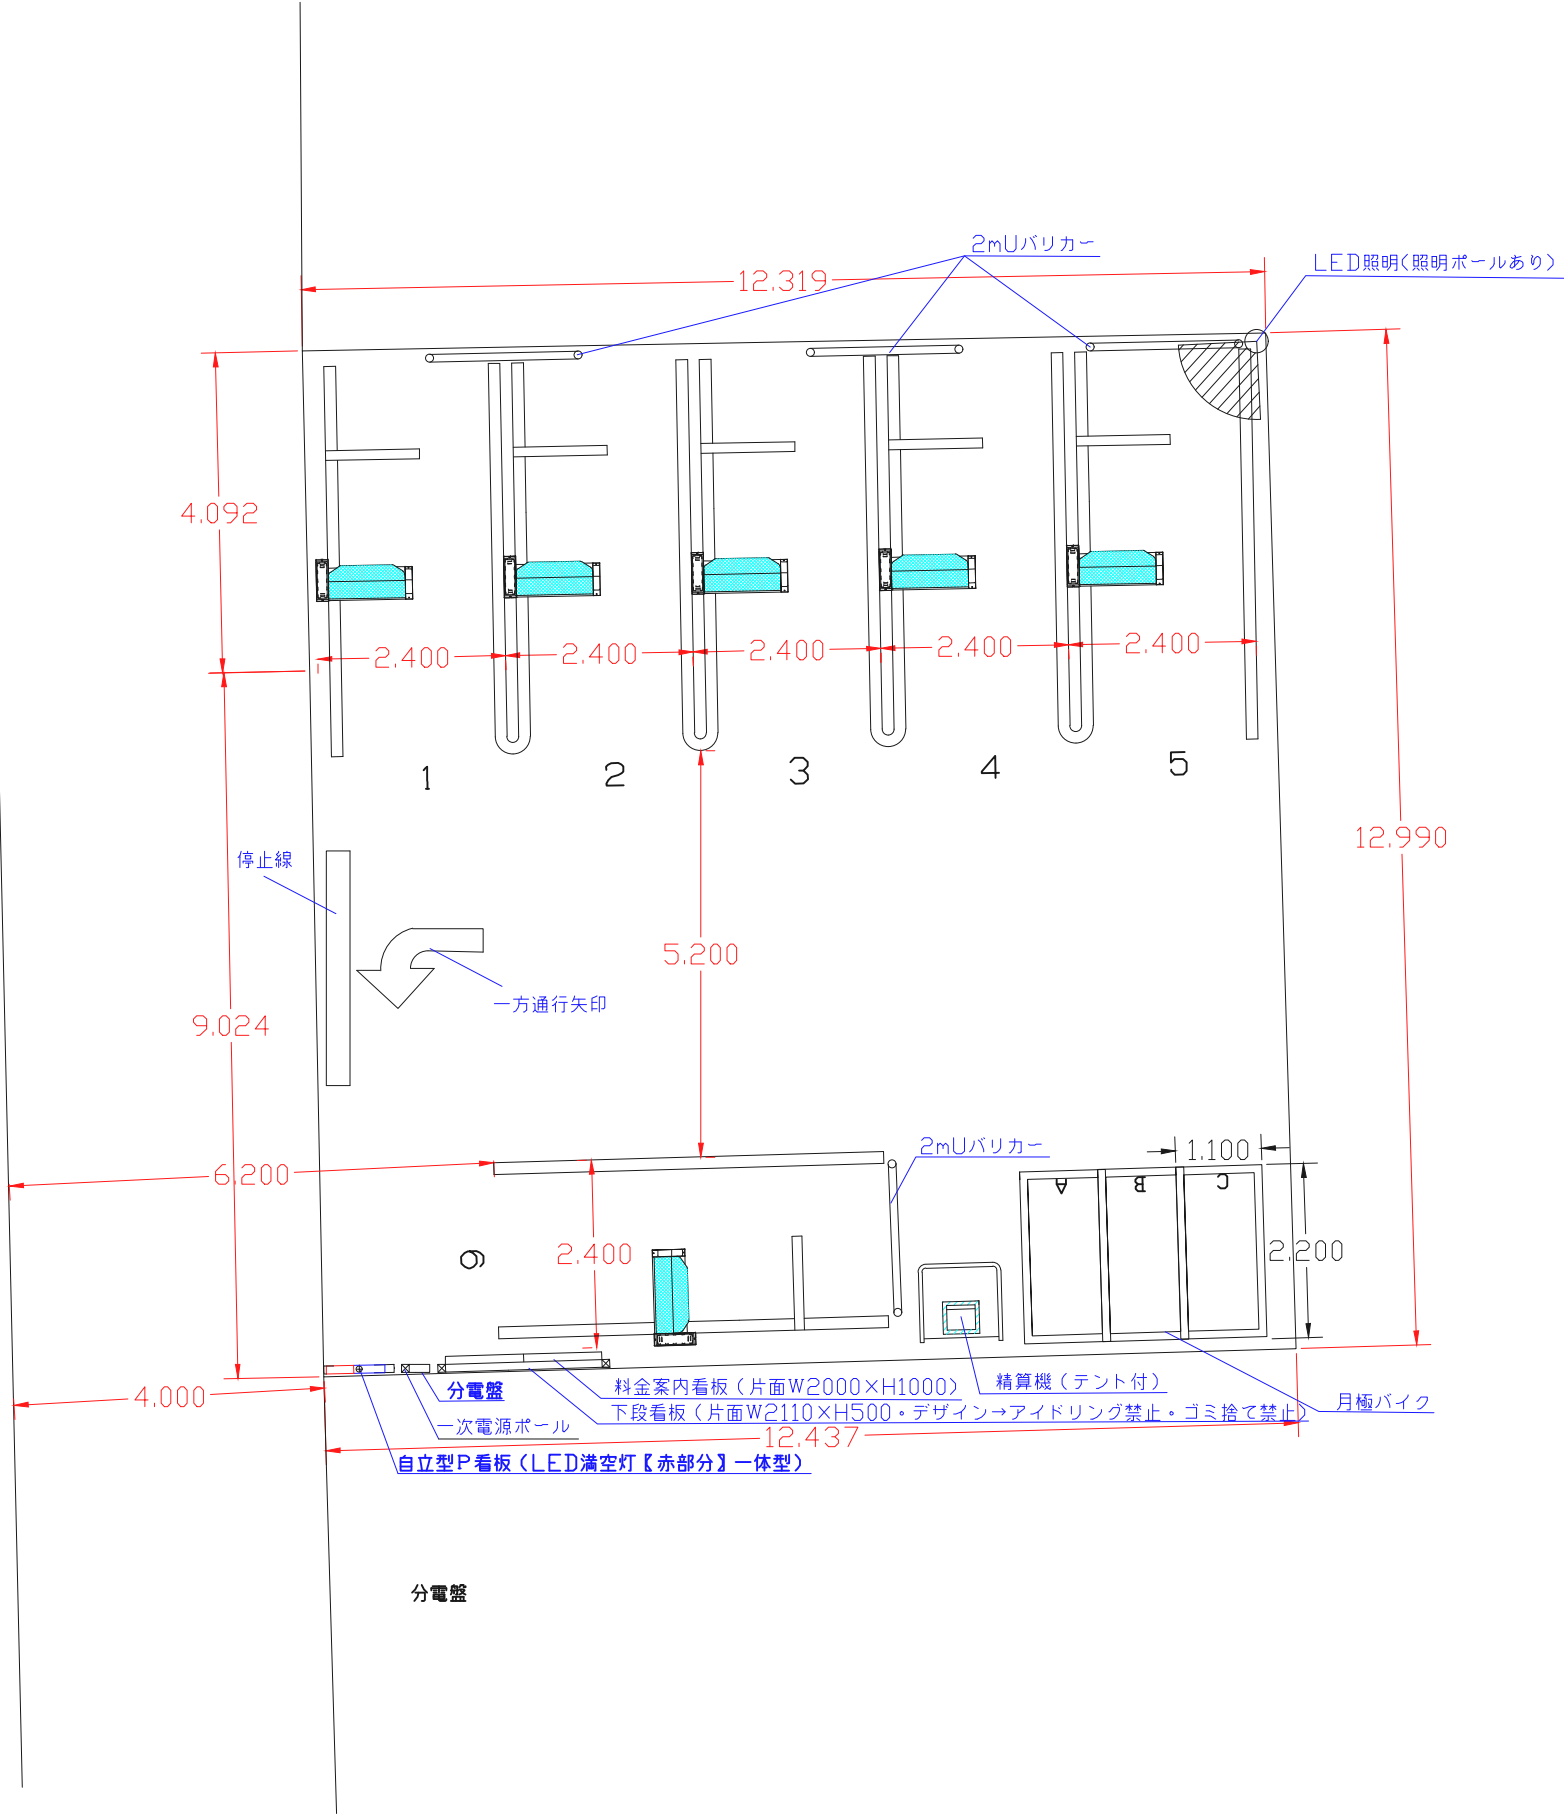 2mUバリカー
LED照明(照明ポールあり)
12.319
4.092
2.400
2.400
2.400
2.400
2.400
1
2
3
4
5
12.990
停止線
5.200
一方通行矢印
9.024
2mUバリカー
1.100
6.200
A
B
C
6
2.400
2.200
4.000
分電盤
料金案内看板(片面W2000×H1000)
精算機(テント付)
月極バイク
下段看板(片面W2110×H500・デザイン→アイドリング禁止・ゴミ捨て禁止)
一次電源ポール
12.437
自立型P看板(LED満空灯【赤部分】一体型)
分電盤